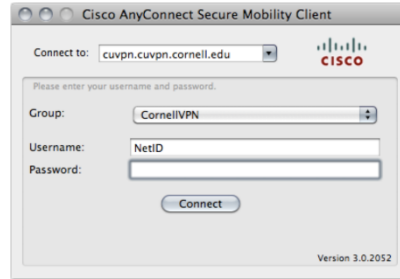 Cisco AnyConnect Secure Mobility Client
Connect to: cuvpn.cuvpn.cornell.edu
CISCO
Please enter your username and password.
Group: CornellVPN
Username: NetID
Password:
Connect
Version 3.0.2052